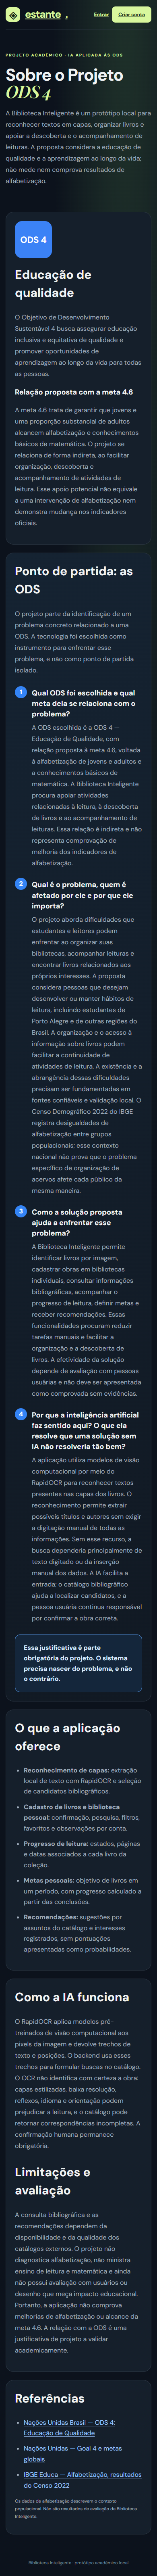 estante
Entrar
Criar conta
PROJETO ACADÊMICO · IA APLICADA ÀS ODS
Sobre o Projeto
ODS 4
A Biblioteca Inteligente é um protótipo local para
reconhecer textos em capas, organizar livros e
apoiar a descoberta e o acompanhamento de
leituras. A proposta considera a educação de
qualidade e a aprendizagem ao longo da vida;
não mede nem comprova resultados de
alfabetização.
ODS 4
Educação de
qualidade
O Objetivo de Desenvolvimento
Sustentável 4 busca assegurar educação
inclusiva e equitativa de qualidade e
promover oportunidades de
aprendizagem ao longo da vida para todas
as pessoas.
Relação proposta com a meta 4.6
A meta 4.6 trata de garantir que jovens e
uma proporção substancial de adultos
alcancem alfabetização e conhecimentos
básicos de matemática. O projeto se
relaciona de forma indireta, ao facilitar
organização, descoberta e
acompanhamento de atividades de
leitura. Esse apoio potencial não equivale
a uma intervenção de alfabetização nem
demonstra mudança nos indicadores
oficiais.
Ponto de partida: as
ODS
O projeto parte da identificação de um
problema concreto relacionado a uma
ODS. A tecnologia foi escolhida como
instrumento para enfrentar esse
problema, e não como ponto de partida
isolado.
1
Qual ODS foi escolhida e qual
meta dela se relaciona com o
problema?
A ODS escolhida é a ODS 4 —
Educação de Qualidade, com
relação proposta à meta 4.6, voltada
à alfabetização de jovens e adultos e
a conhecimentos básicos de
matemática. A Biblioteca Inteligente
procura apoiar atividades
relacionadas à leitura, à descoberta
de livros e ao acompanhamento de
leituras. Essa relação é indireta e não
representa comprovação de
melhoria dos indicadores de
alfabetização.
2
Qual é o problema, quem é
afetado por ele e por que ele
importa?
O projeto aborda dificuldades que
estudantes e leitores podem
enfrentar ao organizar suas
bibliotecas, acompanhar leituras e
encontrar livros relacionados aos
próprios interesses. A proposta
considera pessoas que desejam
desenvolver ou manter hábitos de
leitura, incluindo estudantes de
Porto Alegre e de outras regiões do
Brasil. A organização e o acesso à
informação sobre livros podem
facilitar a continuidade de
atividades de leitura. A existência e a
abrangência dessas dificuldades
precisam ser fundamentadas em
fontes confiáveis e validação local. O
Censo Demográfico 2022 do IBGE
registra desigualdades de
alfabetização entre grupos
populacionais; esse contexto
nacional não prova que o problema
específico de organização de
acervos afete cada público da
mesma maneira.
3
Como a solução proposta
ajuda a enfrentar esse
problema?
A Biblioteca Inteligente permite
identificar livros por imagem,
cadastrar obras em bibliotecas
individuais, consultar informações
bibliográficas, acompanhar o
progresso de leitura, definir metas e
receber recomendações. Essas
funcionalidades procuram reduzir
tarefas manuais e facilitar a
organização e a descoberta de
livros. A efetividade da solução
depende de avaliação com pessoas
usuárias e não deve ser apresentada
como comprovada sem evidências.
4
Por que a inteligência artificial
faz sentido aqui? O que ela
resolve que uma solução sem
IA não resolveria tão bem?
A aplicação utiliza modelos de visão
computacional por meio do
RapidOCR para reconhecer textos
presentes nas capas dos livros. O
reconhecimento permite extrair
possíveis títulos e autores sem exigir
a digitação manual de todas as
informações. Sem esse recurso, a
busca dependeria principalmente de
texto digitado ou da inserção
manual dos dados. A IA facilita a
entrada; o catálogo bibliográfico
ajuda a localizar candidatos, e a
pessoa usuária continua responsável
por confirmar a obra correta.
Essa justificativa é parte
obrigatória do projeto. O sistema
precisa nascer do problema, e não
o contrário.
O que a aplicação
oferece
• Reconhecimento de capas: extração
local de texto com RapidOCR e seleção
de candidatos bibliográficos.
• Cadastro de livros e biblioteca
pessoal: confirmação, pesquisa, filtros,
favoritos e observações por conta.
• Progresso de leitura: estados, páginas
e datas associados a cada livro da
coleção.
• Metas pessoais: objetivo de livros em
um período, com progresso calculado a
partir das conclusões.
• Recomendações: sugestões por
assuntos do catálogo e interesses
registrados, sem pontuações
apresentadas como probabilidades.
Como a IA funciona
O RapidOCR aplica modelos pré-
treinados de visão computacional aos
pixels da imagem e devolve trechos de
texto e posições. O backend usa esses
trechos para formular buscas no catálogo.
O OCR não identifica com certeza a obra:
capas estilizadas, baixa resolução,
reflexos, idioma e orientação podem
prejudicar a leitura, e o catálogo pode
retornar correspondências incompletas. A
confirmação humana permanece
obrigatória.
Limitações e
avaliação
A consulta bibliográfica e as
recomendações dependem da
disponibilidade e da qualidade dos
catálogos externos. O projeto não
diagnostica alfabetização, não ministra
ensino de leitura e matemática e ainda
não possui avaliação com usuários ou
desenho que meça impacto educacional.
Portanto, a aplicação não comprova
melhorias de alfabetização ou alcance da
meta 4.6. A relação com a ODS é uma
justificativa de projeto a validar
academicamente.
Referências
• Nações Unidas Brasil — ODS 4:
Educação de Qualidade
• Nações Unidas — Goal 4 e metas
globais
• IBGE Educa — Alfabetização, resultados
do Censo 2022
Os dados de alfabetização descrevem o contexto
populacional. Não são resultados de avaliação da Biblioteca
Inteligente.
Biblioteca Inteligente · protótipo acadêmico local